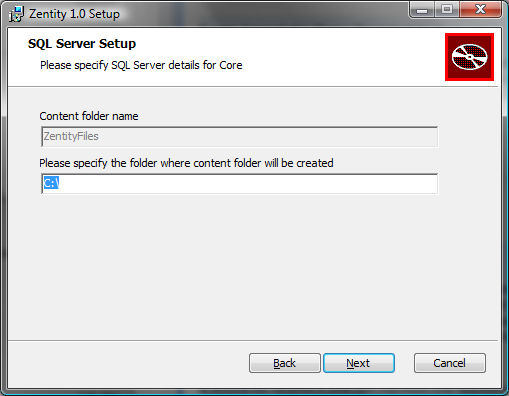 Zentity 1.0 Setup
SQL Server Setup
Please specify SQL Server details for Core
Content folder name
ZentityFiles
Please specify the folder where content folder will be created
C:\
Back Next Cancel